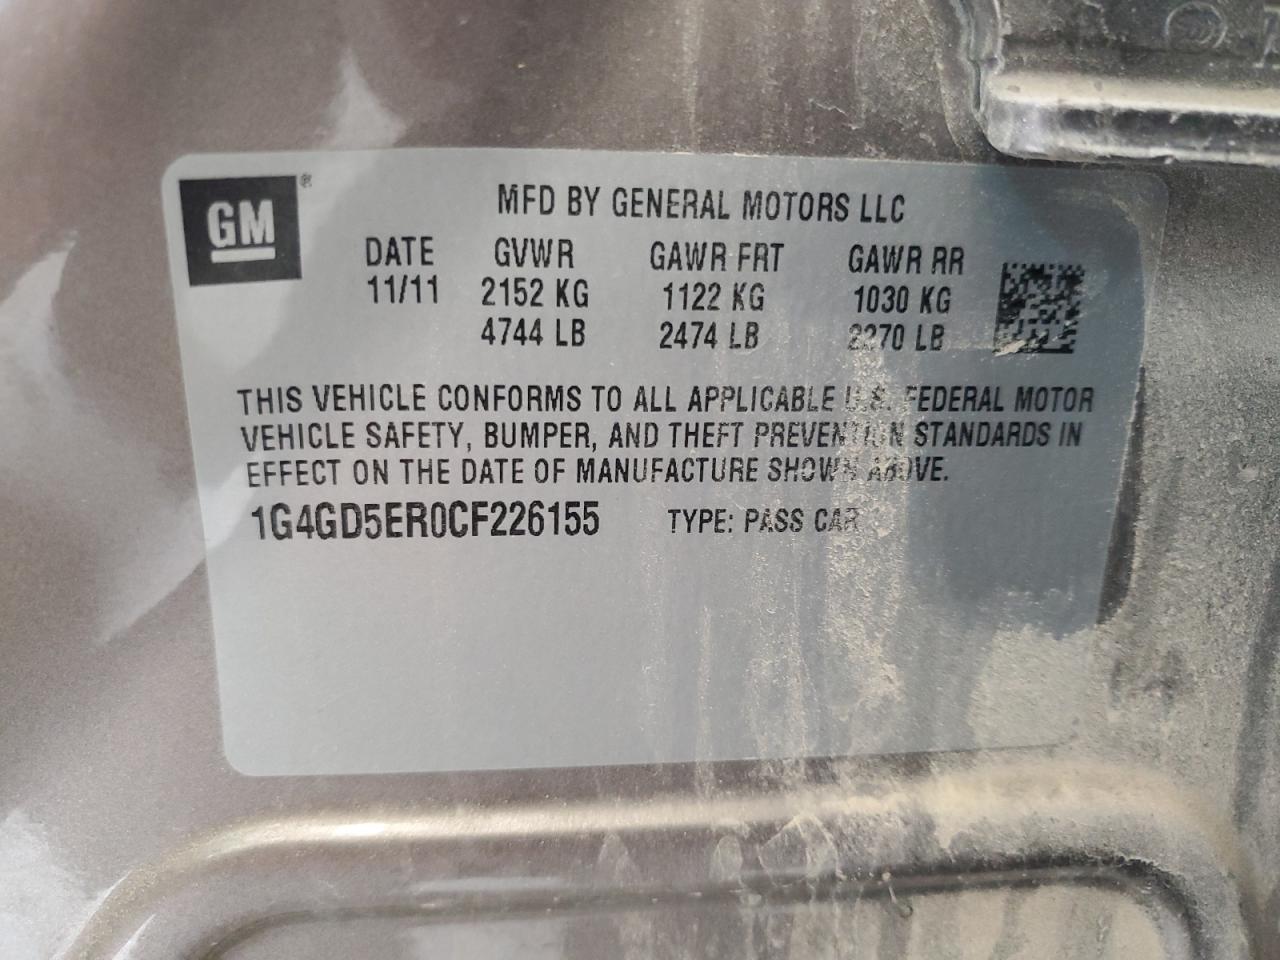 GM®
MFD BY GENERAL MOTORS LLC
DATE GVWR GAWR FRT GAWR RR
11/11 2152 KG 1122 KG 1030 KG
4744 LB 2474 LB 2270 LB
THIS VEHICLE CONFORMS TO ALL APPLICABLE U.S. FEDERAL MOTOR
VEHICLE SAFETY, BUMPER, AND THEFT PREVENTION STANDARDS IN
EFFECT ON THE DATE OF MANUFACTURE SHOWN ABOVE.
1G4GD5ER0CF226155 TYPE: PASS CAR